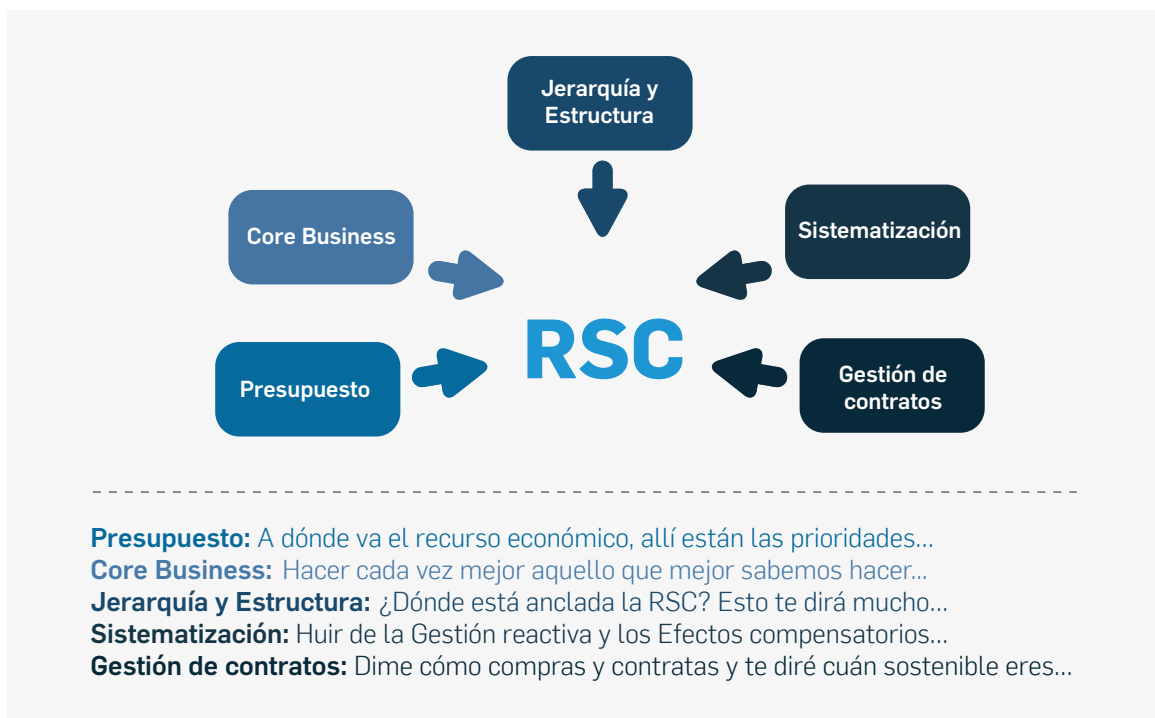 Jerarquía y
Estructura
Core Business
Sistematización
RSC
Presupuesto
Gestión de
contratos
Presupuesto: A dónde va el recurso económico, allí están las prioridades...
Core Business: Hacer cada vez mejor aquello que mejor sabemos hacer...
Jerarquía y Estructura: ¿Dónde está anclada la RSC? Esto te dirá mucho...
Sistematización: Huir de la Gestión reactiva y los Efectos compensatorios...
Gestión de contratos: Dime cómo compras y contratas y te diré cuán sostenible eres...